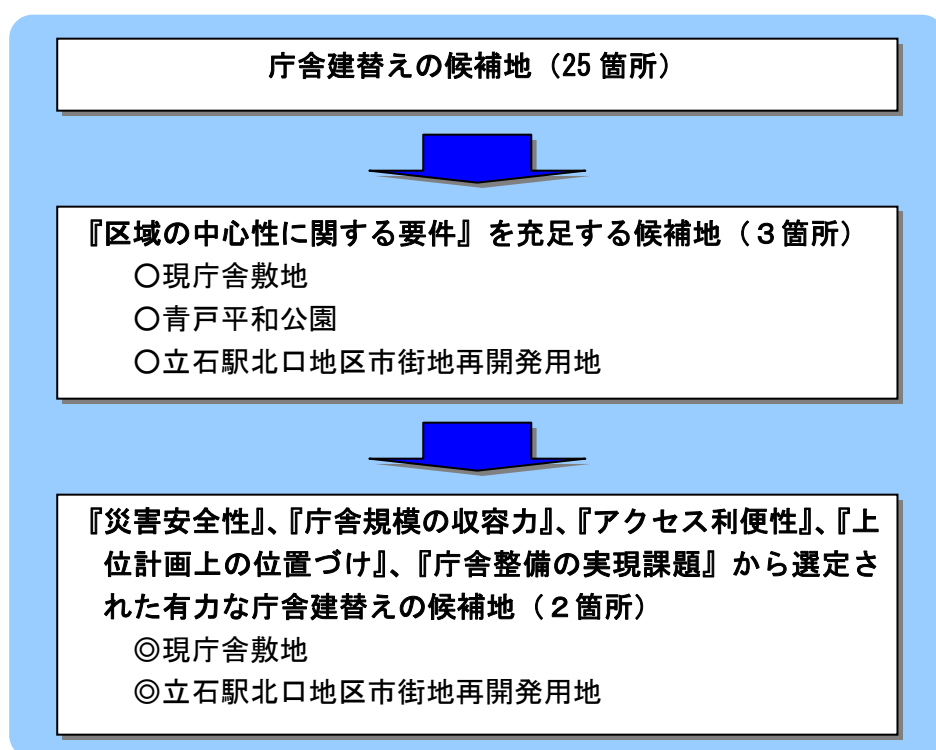 庁舎建替えの候補地（25 箇所）
『区域の中心性に関する要件』を充足する候補地（３箇所）
〇現庁舎敷地
〇青戸平和公園
〇立石駅北口地区市街地再開発用地
『災害安全性』、『庁舎規模の収容力』、『アクセス利便性』、『上
位計画上の位置づけ』、『庁舎整備の実現課題』から選定さ
れた有力な庁舎建替えの候補地（２箇所）
◎現庁舎敷地
◎立石駅北口地区市街地再開発用地